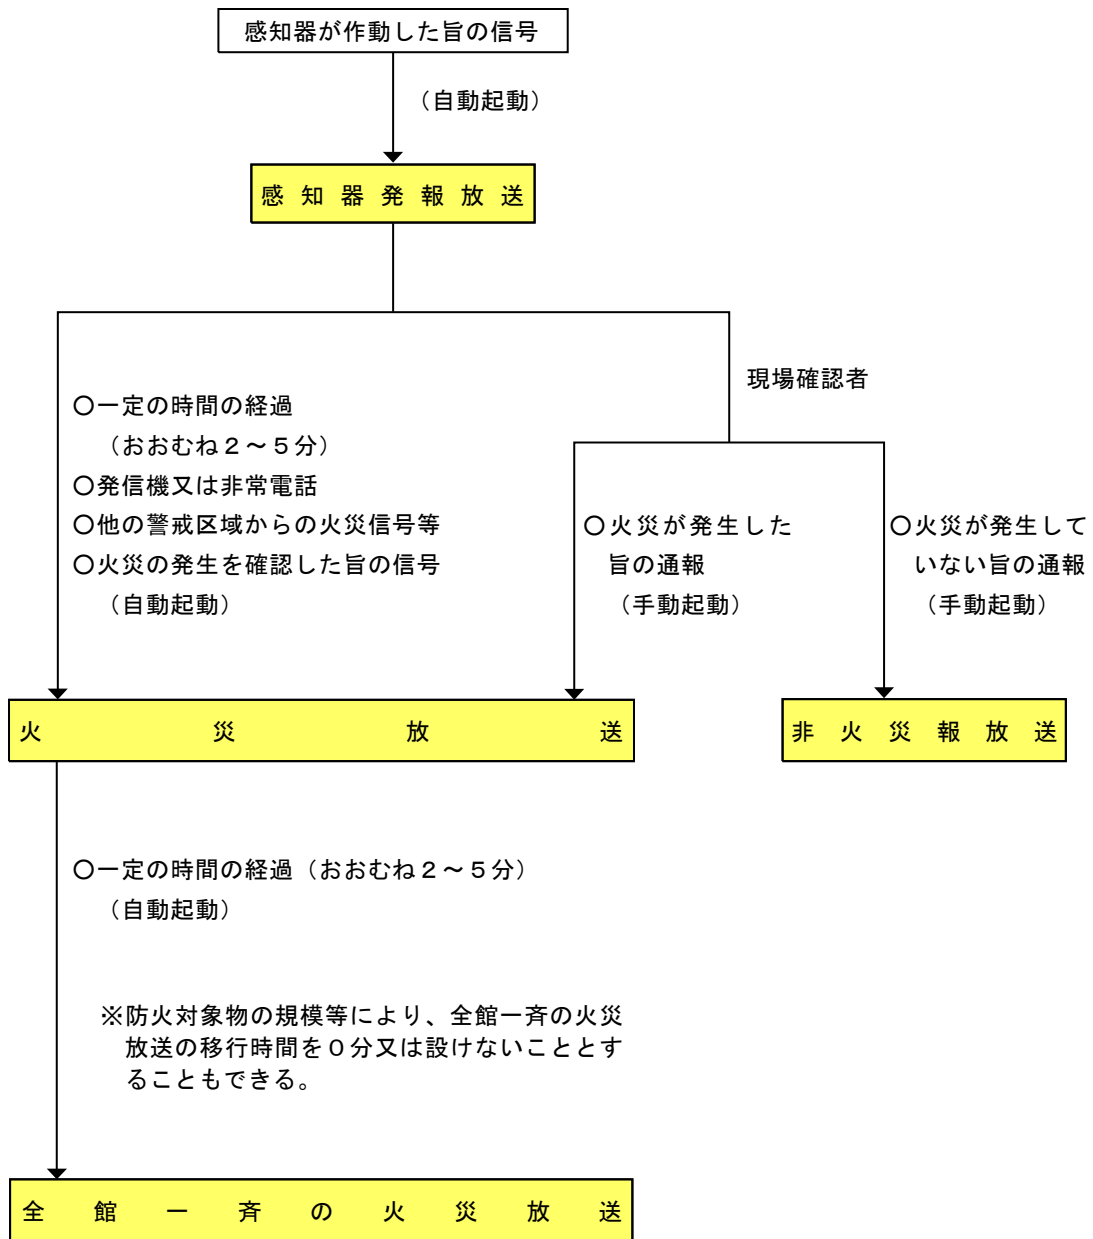 感知器が作動した旨の信号
（自動起動）
感知器発報放送
現場確認者
〇一定の時間の経過
（おおむね２～５分）
〇発信機又は非常電話
〇他の警戒区域からの火災信号等
〇火災の発生を確認した旨の信号
（自動起動）
〇火災が発生した
旨の通報
（手動起動）
〇火災が発生して
いない旨の通報
（手動起動）
火災放送
非火災報放送
〇一定の時間の経過（おおむね２～５分）
（自動起動）
※防火対象物の規模等により、全館一斉の火災
放送の移行時間を０分又は設けないこととす
ることもできる。
全館一斉の火災放送